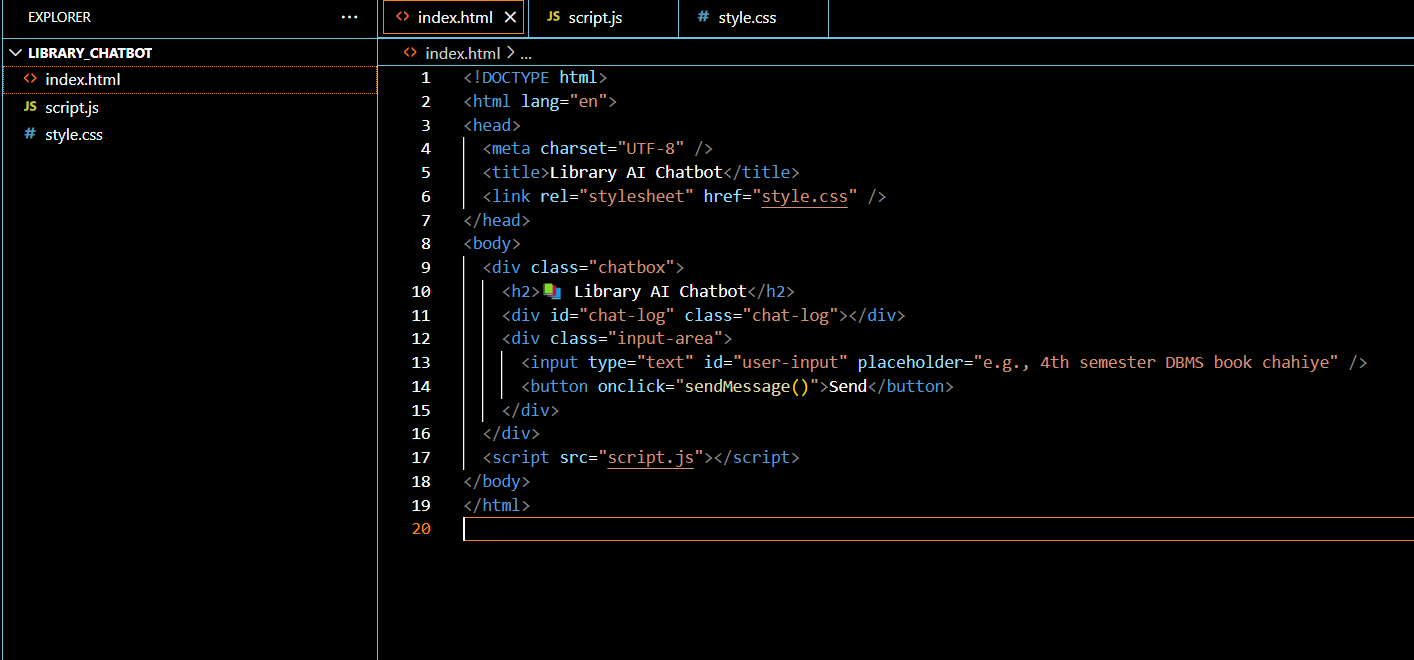 EXPLORER ...
LIBRARY_CHATBOT
<> index.html
JS script.js
# style.css
<> index.html × JS script.js # style.css
<> index.html > ...
1 <!DOCTYPE html>
2 <html lang="en">
3 <head>
4   <meta charset="UTF-8" />
5   <title>Library AI Chatbot</title>
6   <link rel="stylesheet" href="style.css" />
7 </head>
8 <body>
9   <div class="chatbox">
10     <h2>📚 Library AI Chatbot</h2>
11     <div id="chat-log" class="chat-log"></div>
12     <div class="input-area">
13       <input type="text" id="user-input" placeholder="e.g., 4th semester DBMS book chahiye" />
14       <button onclick="sendMessage()">Send</button>
15     </div>
16   </div>
17   <script src="script.js"></script>
18 </body>
19 </html>
20